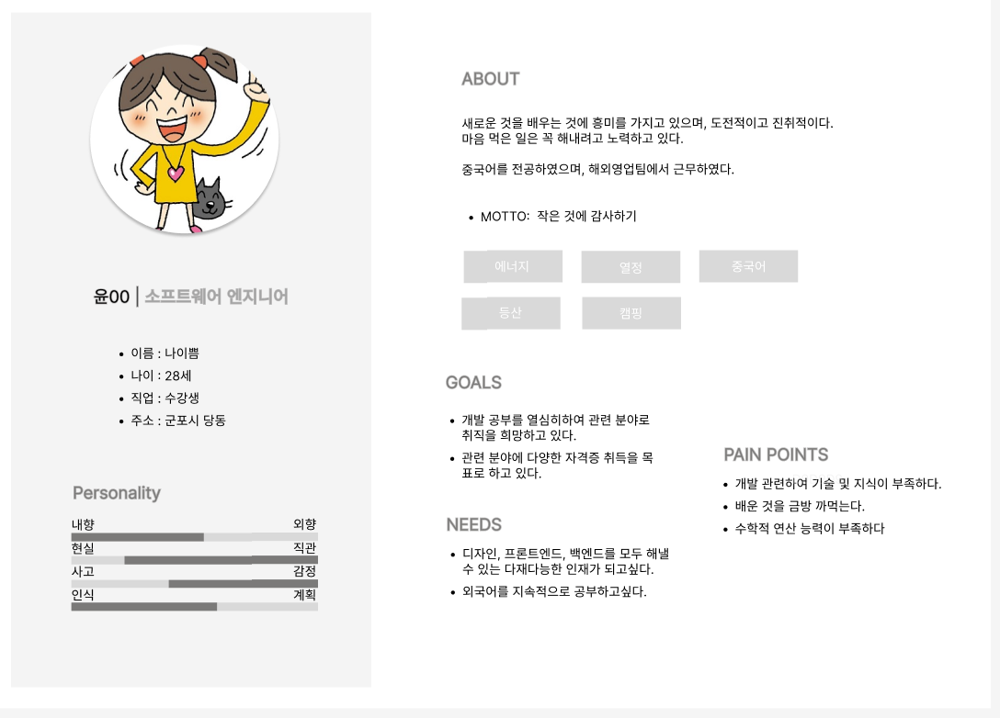 윤00 | 소프트웨어 엔지니어
• 이름 : 나이쁨
• 나이 : 28세
• 직업 : 수강생
• 주소 : 군포시 당동
Personality
내향 외향
현실 직관
사고 감정
인식 계획
ABOUT
새로운 것을 배우는 것에 흥미를 가지고 있으며, 도전적이고 진취적이다.
마음 먹은 일은 꼭 해내려고 노력하고 있다.
중국어를 전공하였으며, 해외영업팀에서 근무하였다.
• MOTTO: 작은 것에 감사하기
에너지 열정 중국어
등산 캠핑
GOALS
• 개발 공부를 열심히하여 관련 분야로
취직을 희망하고 있다.
• 관련 분야에 다양한 자격증 취득을 목
표로 하고 있다.
NEEDS
• 디자인, 프론트엔드, 백엔드를 모두 해낼
수 있는 다재다능한 인재가 되고싶다.
• 외국어를 지속적으로 공부하고싶다.
PAIN POINTS
• 개발 관련하여 기술 및 지식이 부족하다.
• 배운 것을 금방 까먹는다.
• 수학적 연산 능력이 부족하다